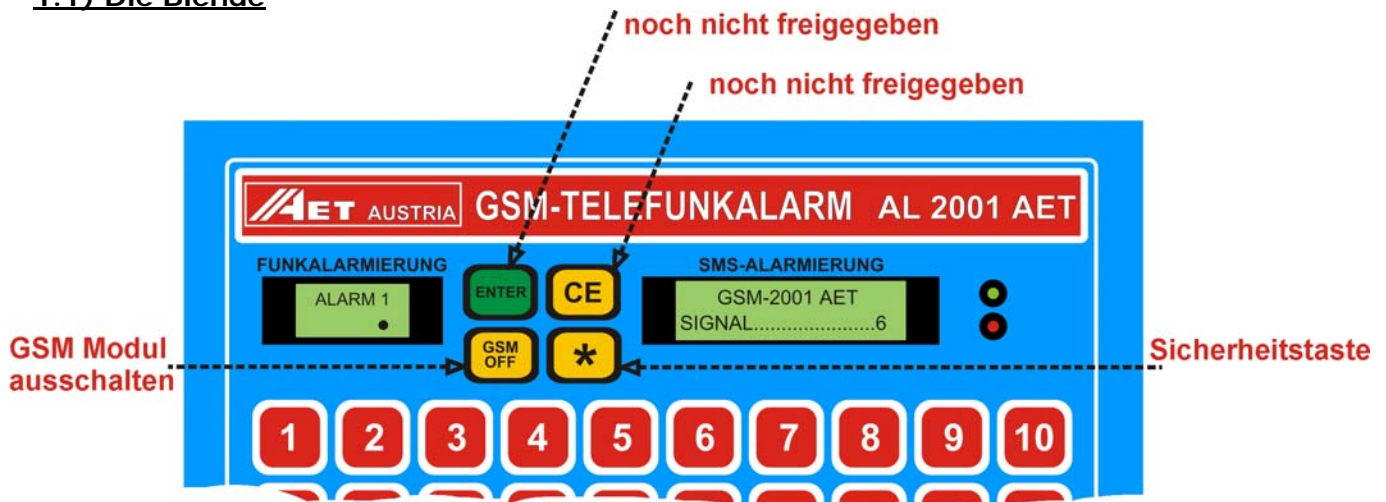 1.1) Die Blende
noch nicht freigegeben
noch nicht freigegeben
AET AUSTRIA GSM-TELEFUNKALARM AL 2001 AET
FUNKALARMIERUNG
SMS-ALARMIERUNG
ALARM 1
ENTER
CE
GSM-2001 AET
SIGNAL......................6
GSM Modul
ausschalten
GSM
OFF
*
Sicherheitstaste
1 2 3 4 5 6 7 8 9 10